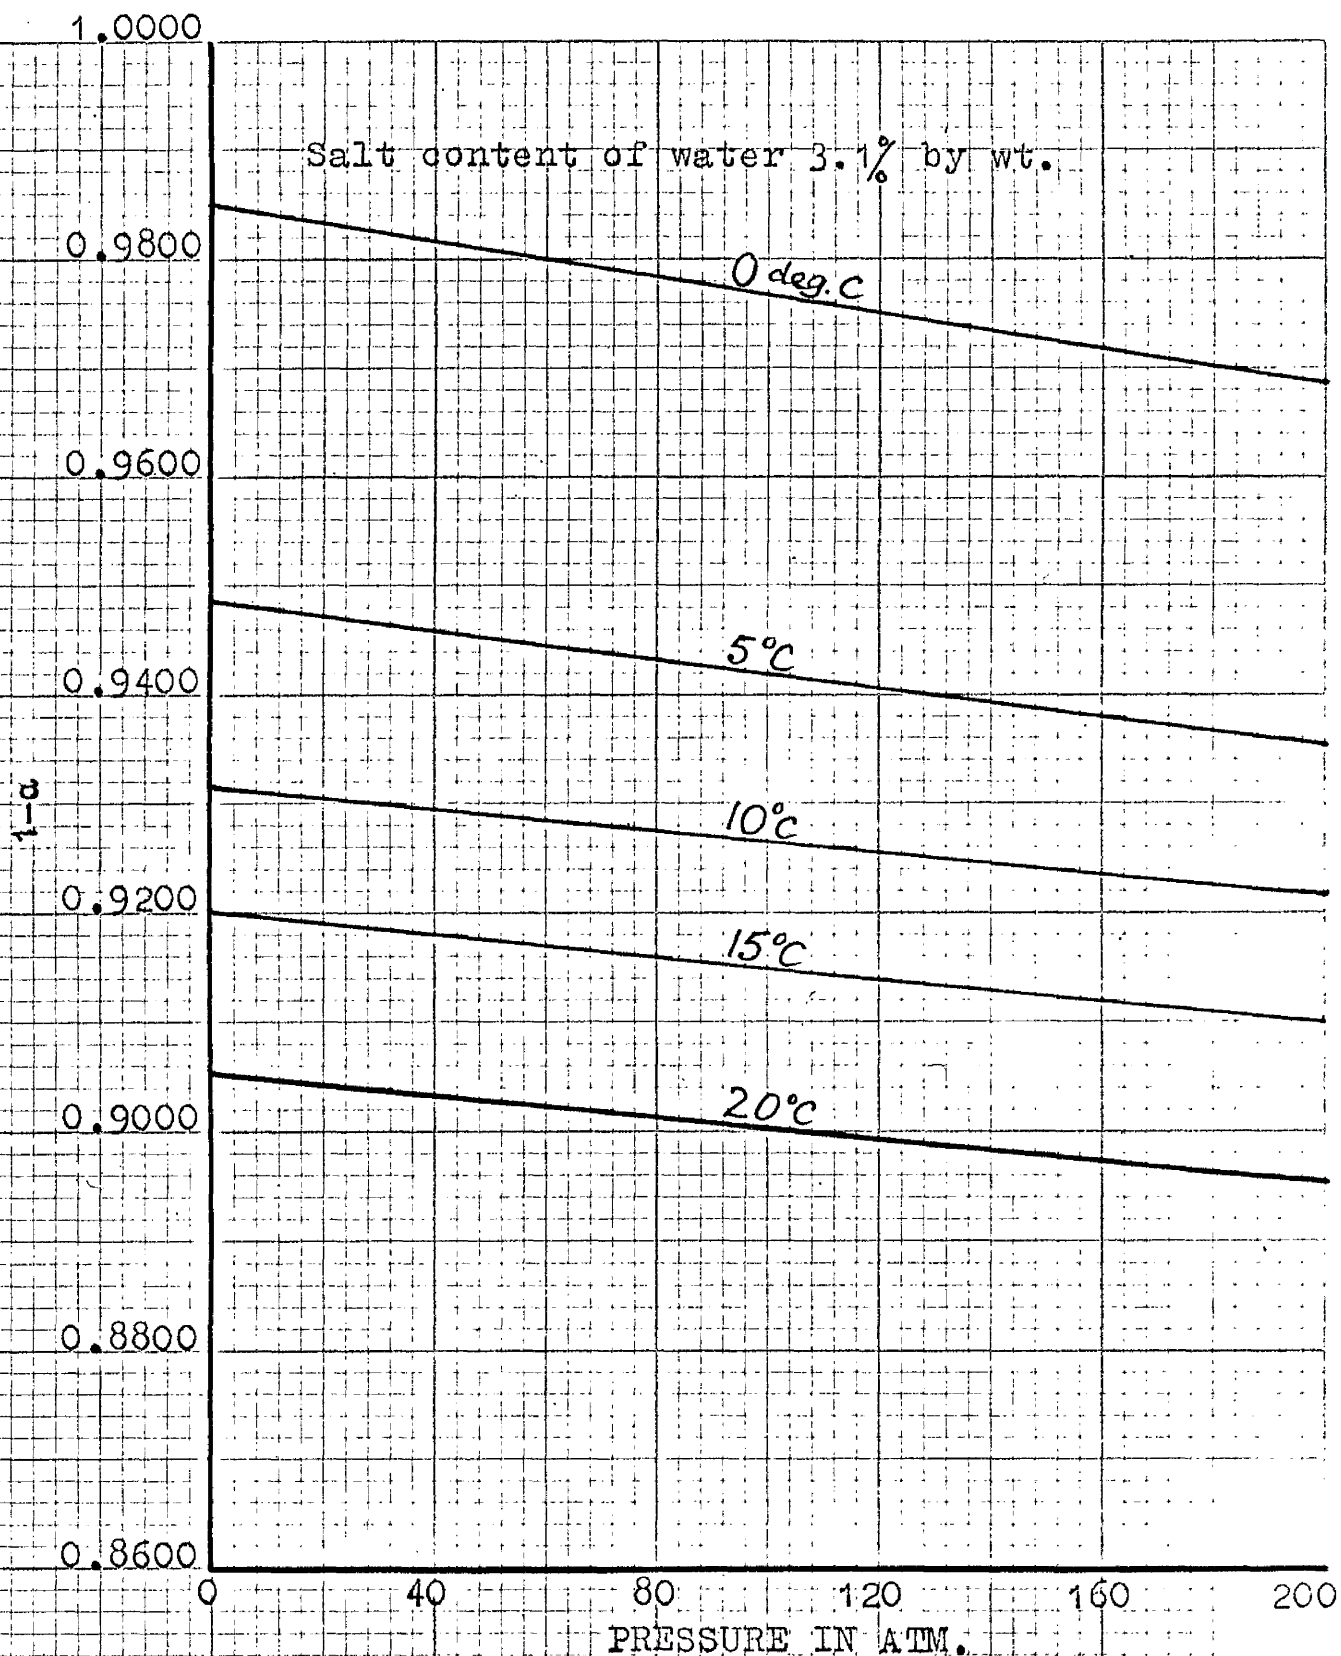 1.0000
Salt content of water 3.1% by wt.
0.9800
0 deg. C
0.9600
5°C
0.9400
1-α
10°C
0.9200
15°C
20°C
0.9000
0.8800
0.8600
0 40 80 120 160 200
PRESSURE IN ATM.